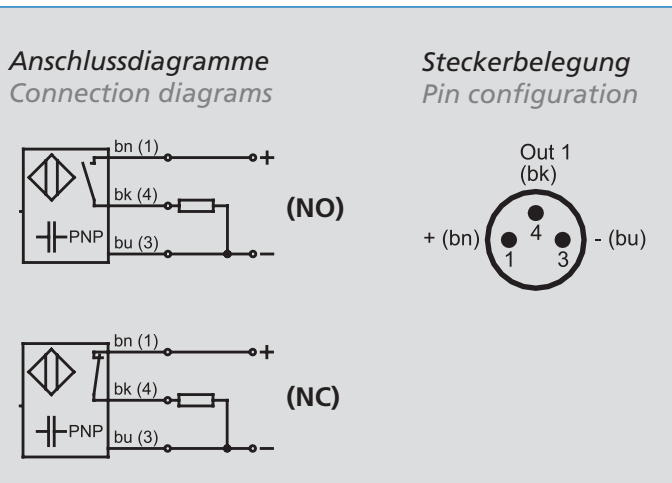 Anschlussdiagramme
Connection diagrams
bn (1)
+
bk (4)
(NO)
PNP
bu (3)
−
bn (1)
+
bk (4)
(NC)
PNP
bu (3)
−
Steckerbelegung
Pin configuration
Out 1
(bk)
+ (bn)
4
- (bu)
1
3